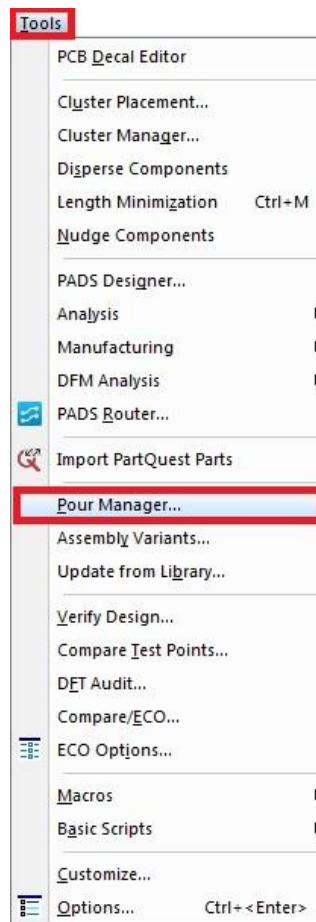 Tools
PCB Decal Editor
Cluster Placement...
Cluster Manager...
Disperse Components
Length Minimization Ctrl+M
Nudge Components
PADS Designer...
Analysis
Manufacturing
DFM Analysis
PADS Router...
Import PartQuest Parts
Pour Manager...
Assembly Variants...
Update from Library...
Verify Design...
Compare Test Points...
DFT Audit...
Compare/ECO...
ECO Options...
Macros
Basic Scripts
Customize...
Options... Ctrl+<Enter>